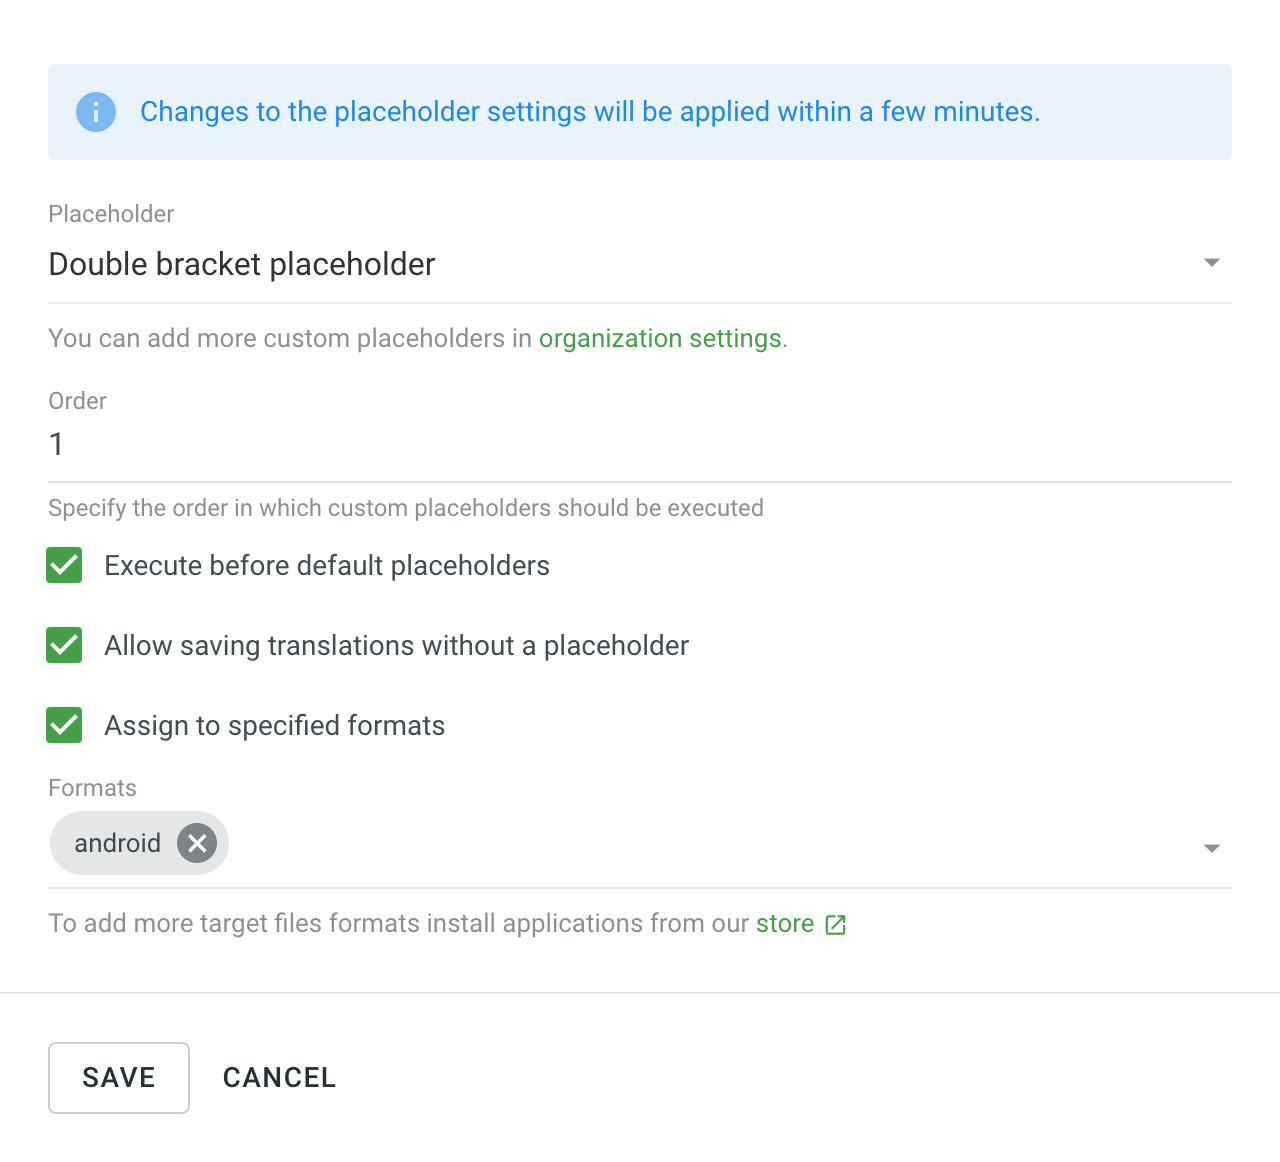 Changes to the placeholder settings will be applied within a few minutes.
Placeholder
Double bracket placeholder
You can add more custom placeholders in organization settings.
Order
1
Specify the order in which custom placeholders should be executed
Execute before default placeholders
Allow saving translations without a placeholder
Assign to specified formats
Formats
android
To add more target files formats install applications from our store
SAVE CANCEL